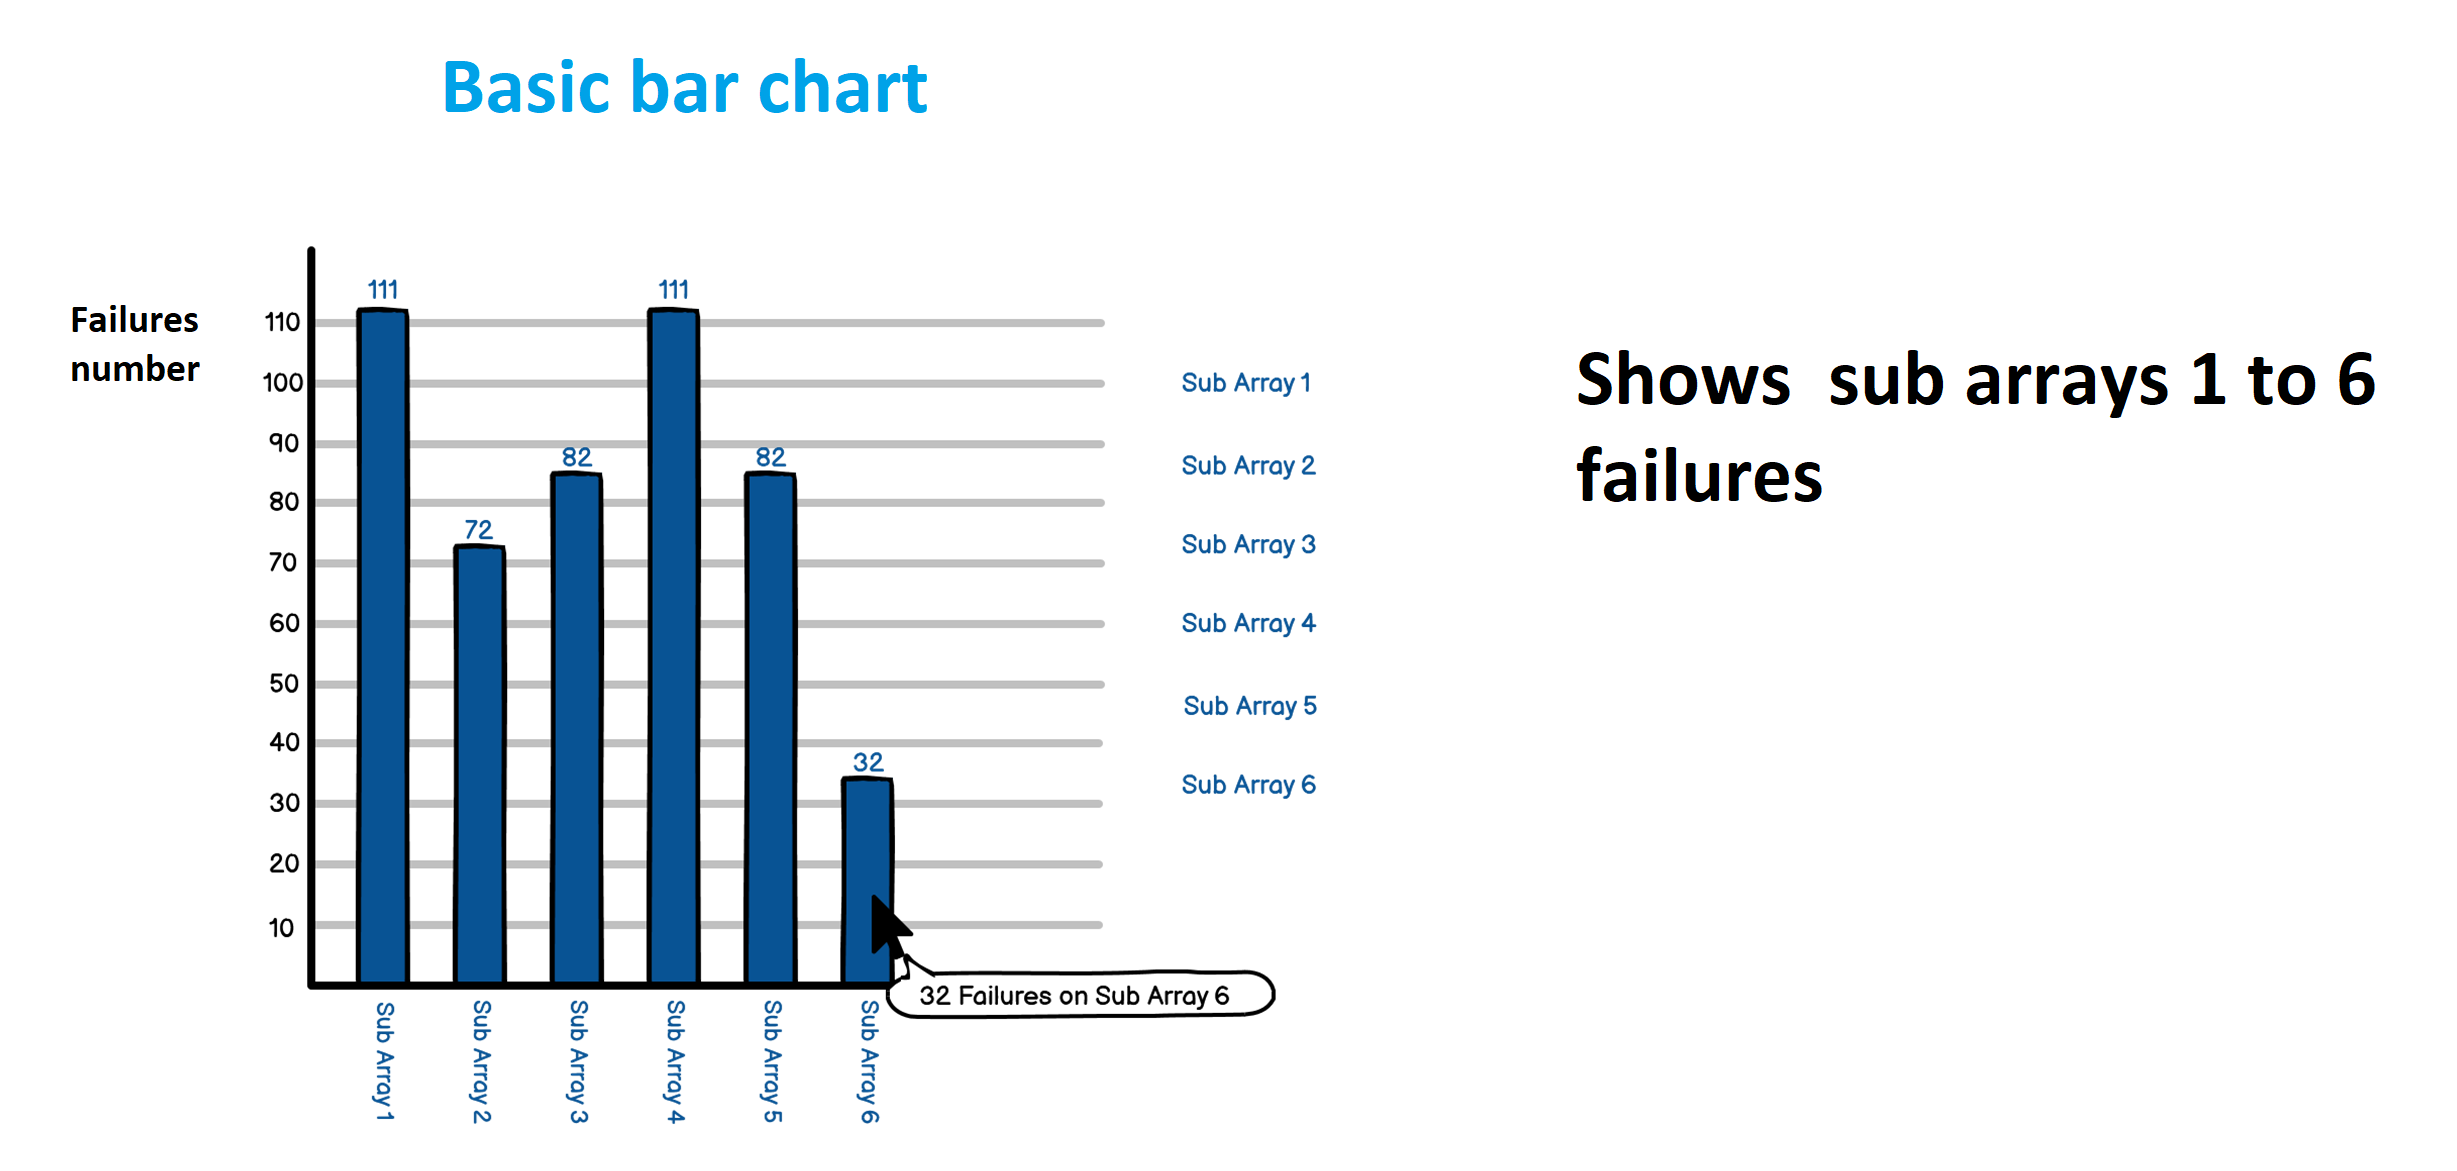 Basic bar chart
Failures
number
111
72
82
111
82
32
110
100
90
80
70
60
50
40
30
20
10
Sub Array 1
Sub Array 2
Sub Array 3
Sub Array 4
Sub Array 5
Sub Array 6
32 Failures on Sub Array 6
Sub Array 1
Sub Array 2
Sub Array 3
Sub Array 4
Sub Array 5
Sub Array 6
Shows  sub arrays 1 to 6
failures